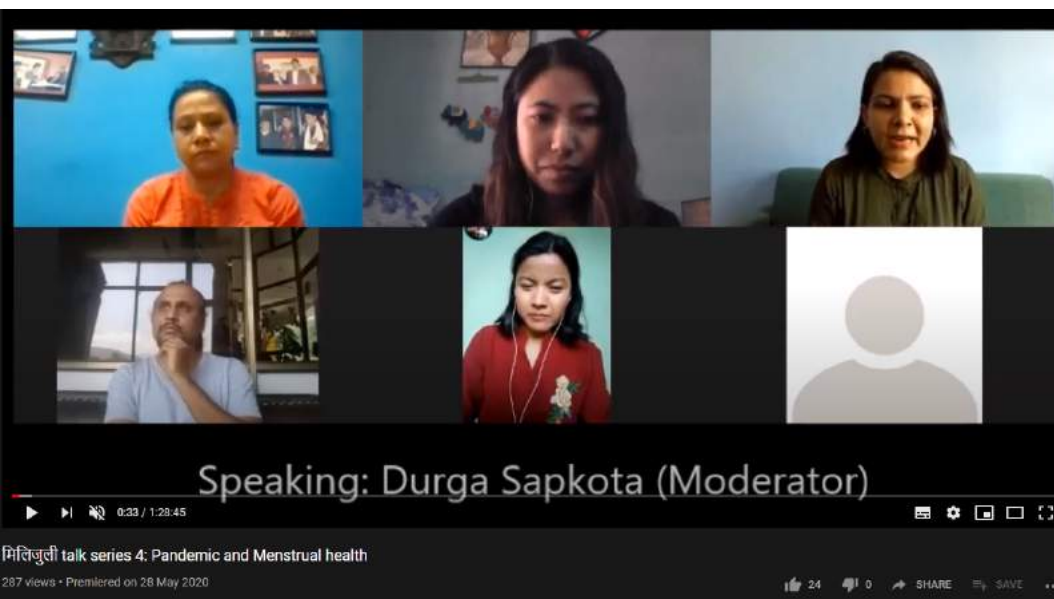 Speaking: Durga Sapkota (Moderator)
0:33 / 1:28:45
मिलिजुली talk series 4: Pandemic and Menstrual health
287 views • Premiered on 28 May 2020
24 0 SHARE SAVE